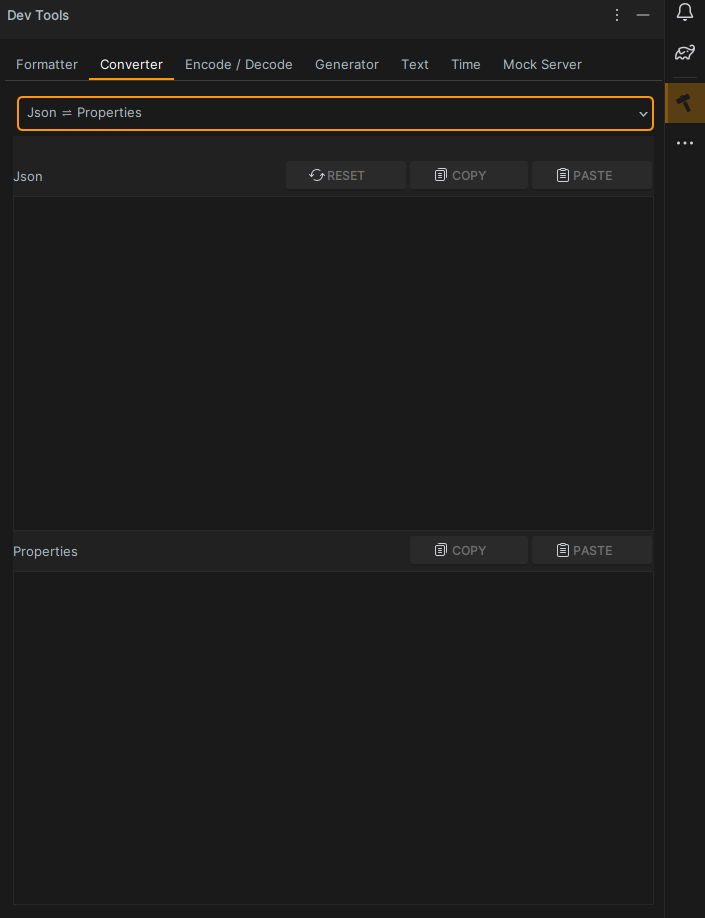 Dev Tools
Formatter Converter Encode / Decode Generator Text Time Mock Server
Json ⇌ Properties
Json RESET COPY PASTE
Properties COPY PASTE